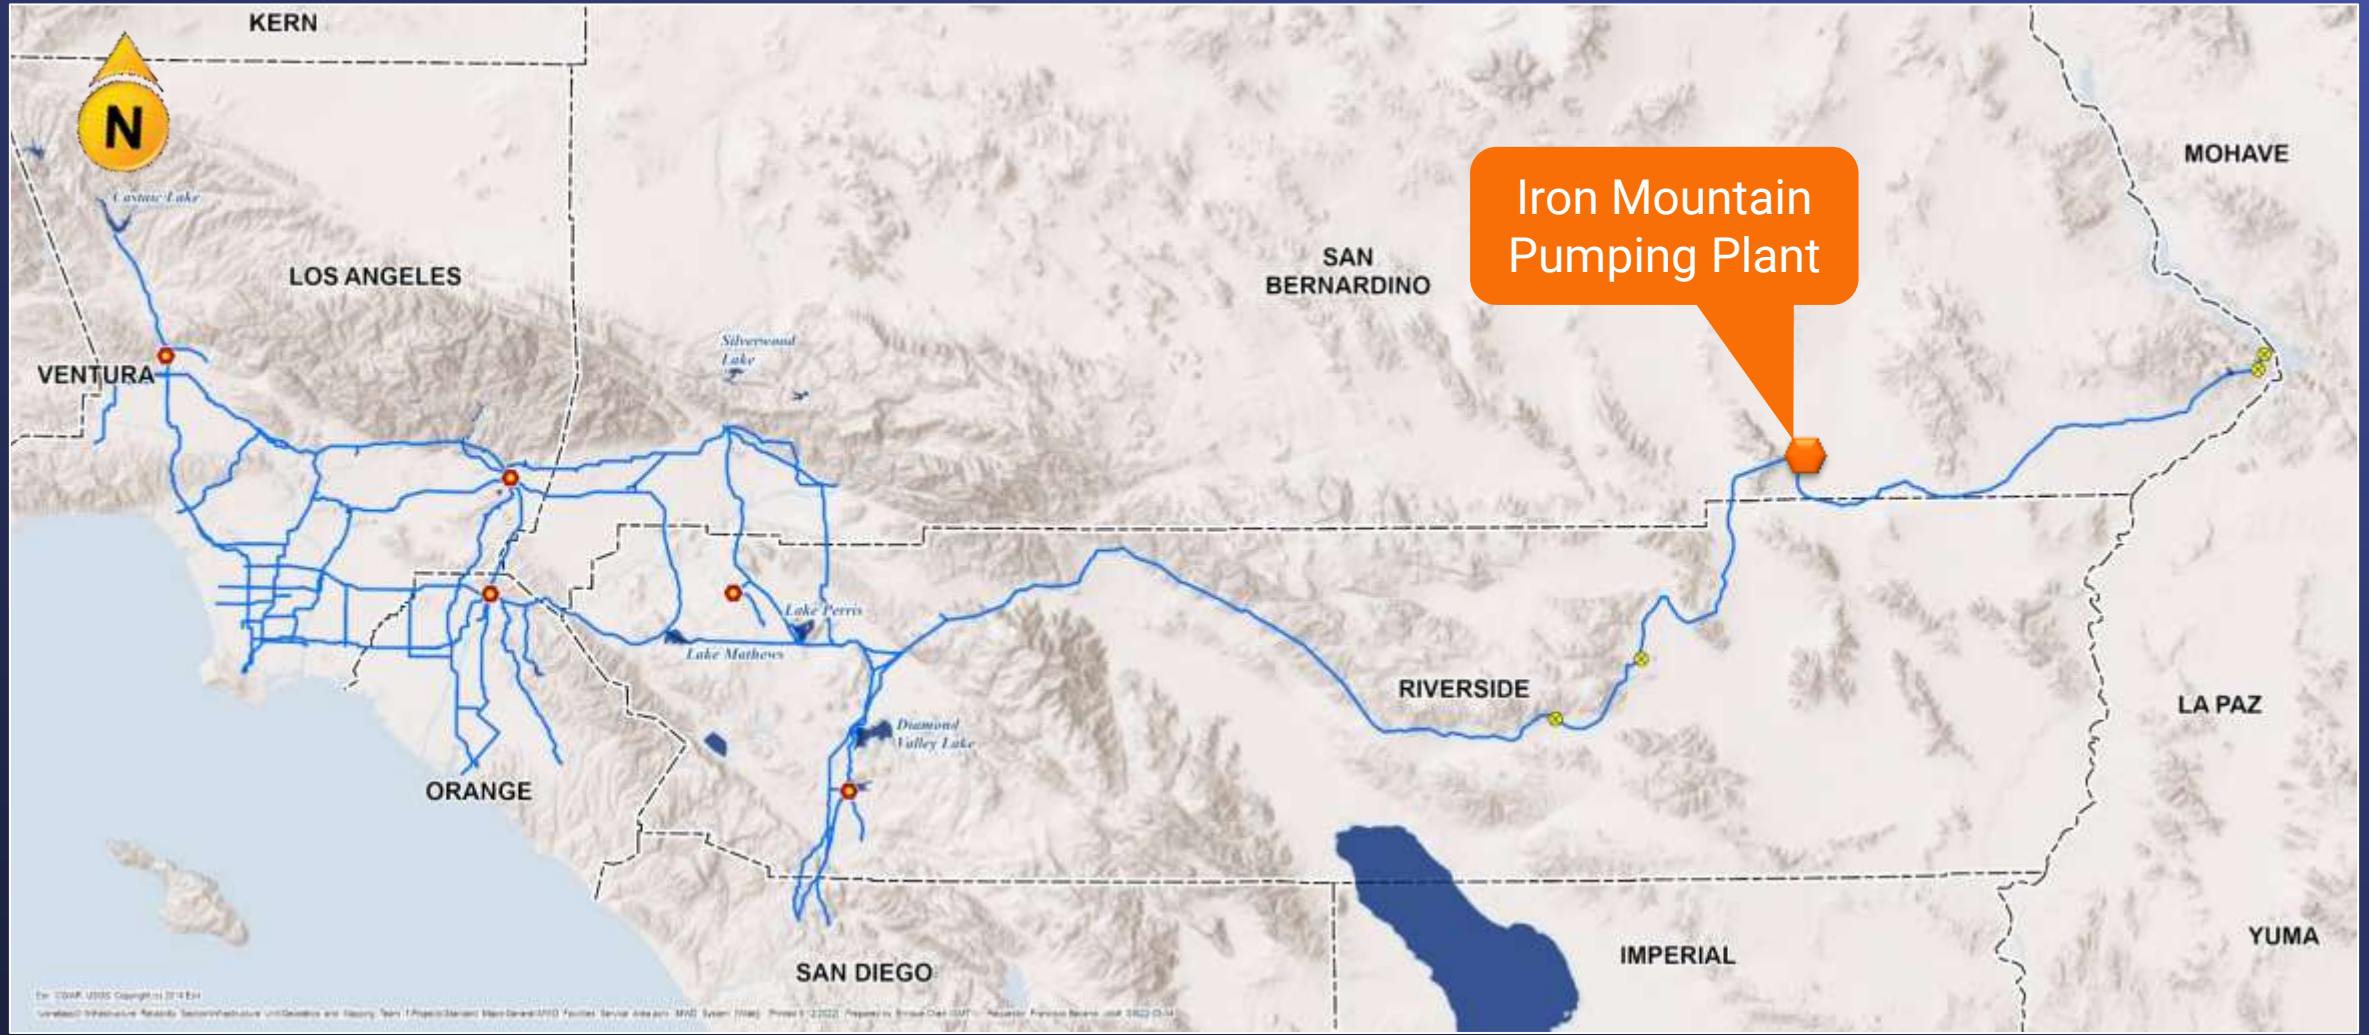 KERN
N
MOHAVE
Iron Mountain
Pumping Plant
Castaic Lake
SAN
BERNARDINO
LOS ANGELES
Silverwood
Lake
VENTURA
Lake Perris
Lake Mathews
RIVERSIDE
LA PAZ
Diamond
Valley Lake
ORANGE
YUMA
IMPERIAL
SAN DIEGO